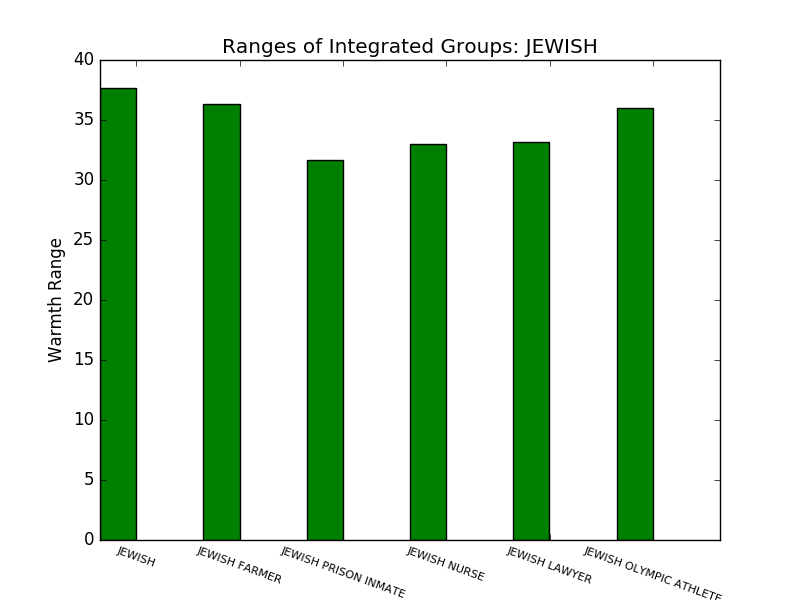 Ranges of Integrated Groups: JEWISH
Warmth Range
40
35
30
25
20
15
10
5
0
JEWISH
JEWISH FARMER
JEWISH PRISON INMATE
JEWISH NURSE
JEWISH LAWYER
JEWISH OLYMPIC ATHLETE